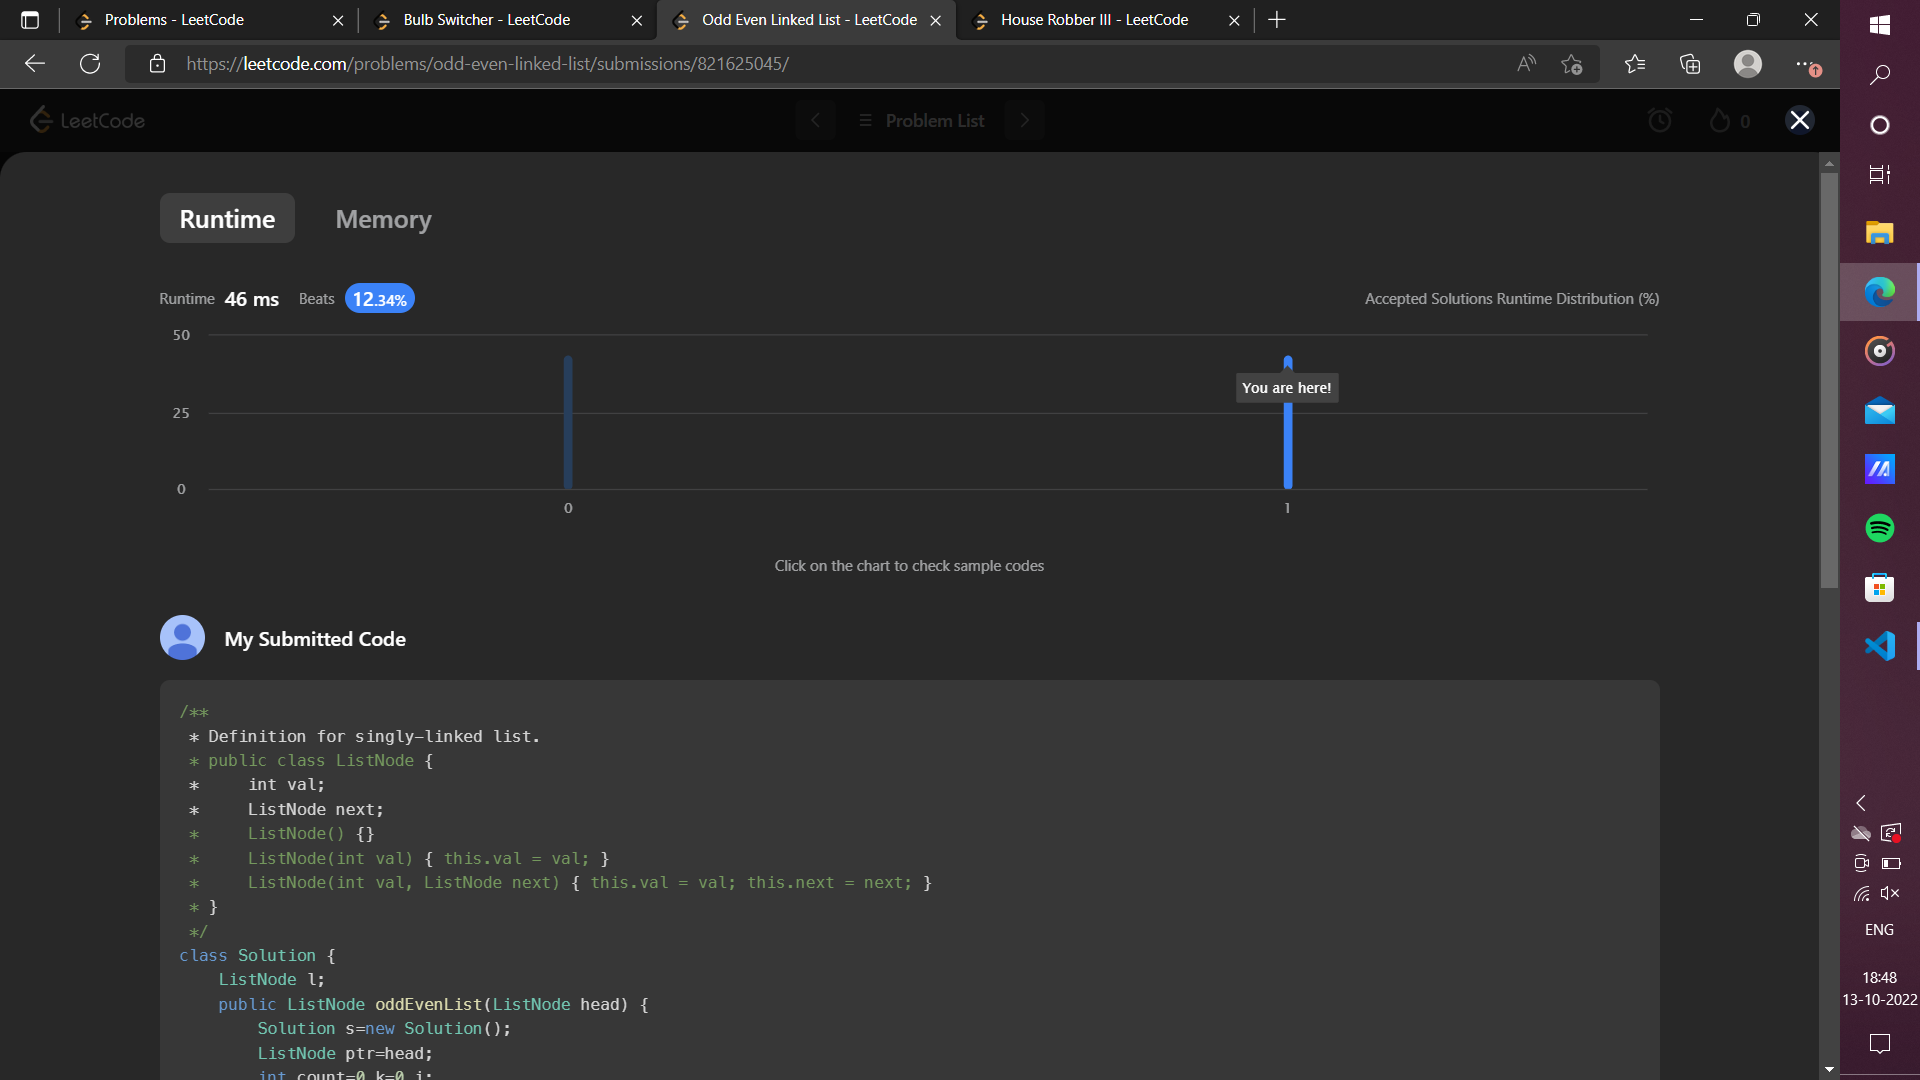 Problems - LeetCode
Bulb Switcher - LeetCode
Odd Even Linked List - LeetCode
House Robber III - LeetCode
https://leetcode.com/problems/odd-even-linked-list/submissions/821625045/
LeetCode
Problem List
0
Runtime
Memory
Runtime 46 ms Beats 12.34%
Accepted Solutions Runtime Distribution (%)
50
25
0
You are here!
0
1
Click on the chart to check sample codes
My Submitted Code
/**
 * Definition for singly-linked list.
 * public class ListNode {
 *     int val;
 *     ListNode next;
 *     ListNode() {}
 *     ListNode(int val) { this.val = val; }
 *     ListNode(int val, ListNode next) { this.val = val; this.next = next; }
 * }
 */
class Solution {
    ListNode l;
    public ListNode oddEvenList(ListNode head) {
        Solution s=new Solution();
        ListNode ptr=head;
        int count=0,k=0,i;
ENG
18:48
13-10-2022